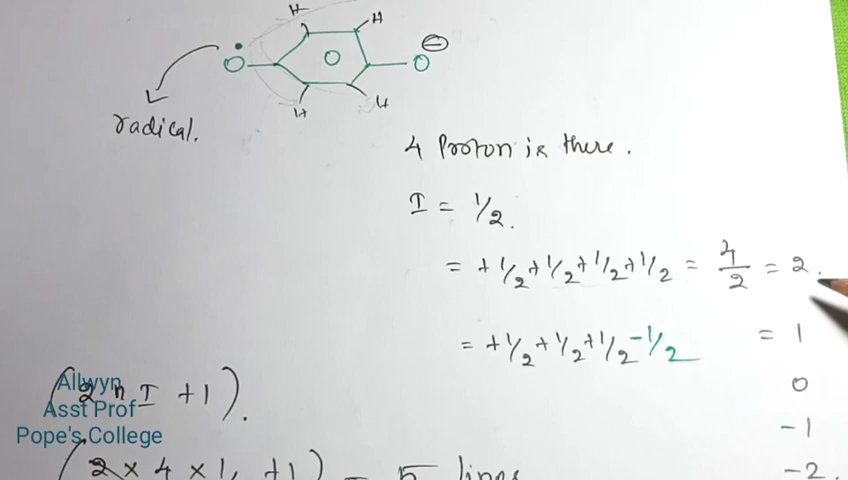 H H
O • O ⊖
H H
radical.
4 Proton is there.
I = 1/2.
= +1/2 +1/2 +1/2 +1/2 = 4/2 = 2.
= +1/2 +1/2 +1/2 -1/2 = 1
0
-1
-2.
(2nI +1).
(2 × 4 × 1/ +1) = 5 lines
Allwyn
Asst Prof
Pope's College